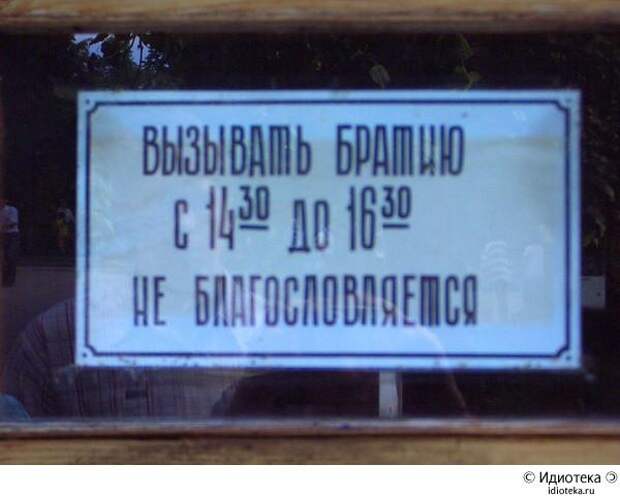 ВЫЗЫВАТЬ БРАТИЮ
С 14³⁰ ДО 16³⁰
НЕ БЛАГОСЛОВЛЯЕТСЯ
© Идиотека
idioteka.ru